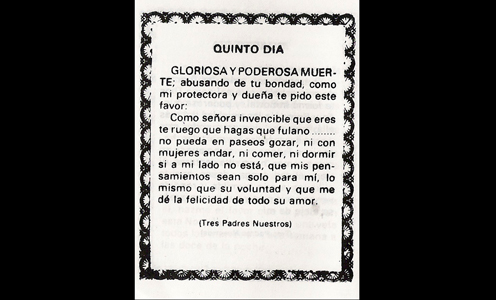 QUINTO DIA
GLORIOSA Y PODEROSA MUER-
TE; abusando de tu bondad, como
mi protectora y dueña te pido este
favor:
Como señora invencible que eres
te ruego que hagas que fulano ........
no pueda en paseos gozar, ni con
mujeres andar, ni comer, ni dormir
si a mi lado no está, que mis pen-
samientos sean solo para mí, lo
mismo que su voluntad y que me
dé la felicidad de todo su amor.
(Tres Padres Nuestros)